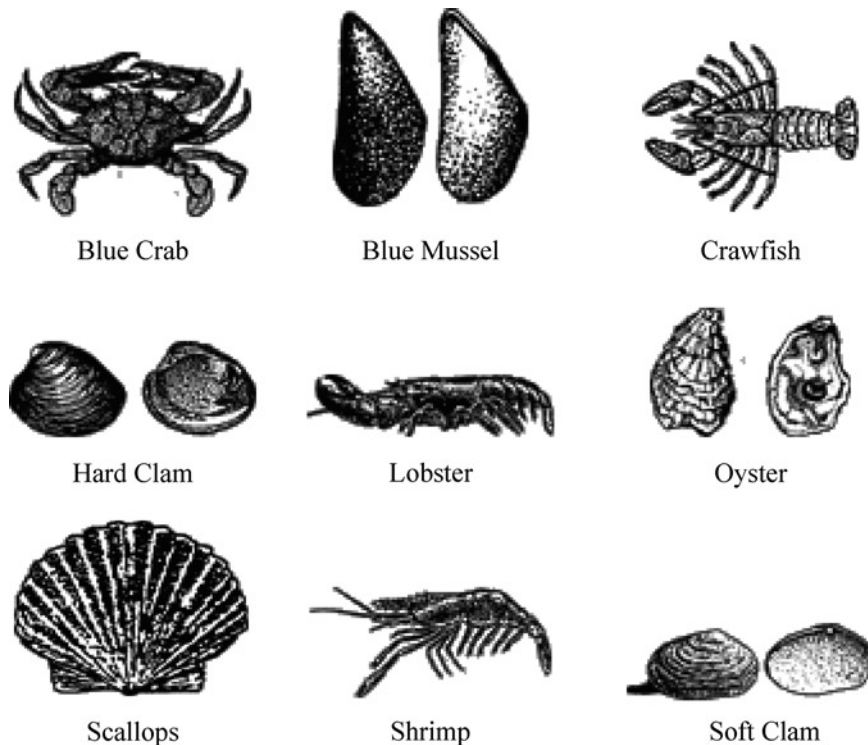 Blue Crab
Blue Mussel
Crawfish
Hard Clam
Lobster
Oyster
Scallops
Shrimp
Soft Clam